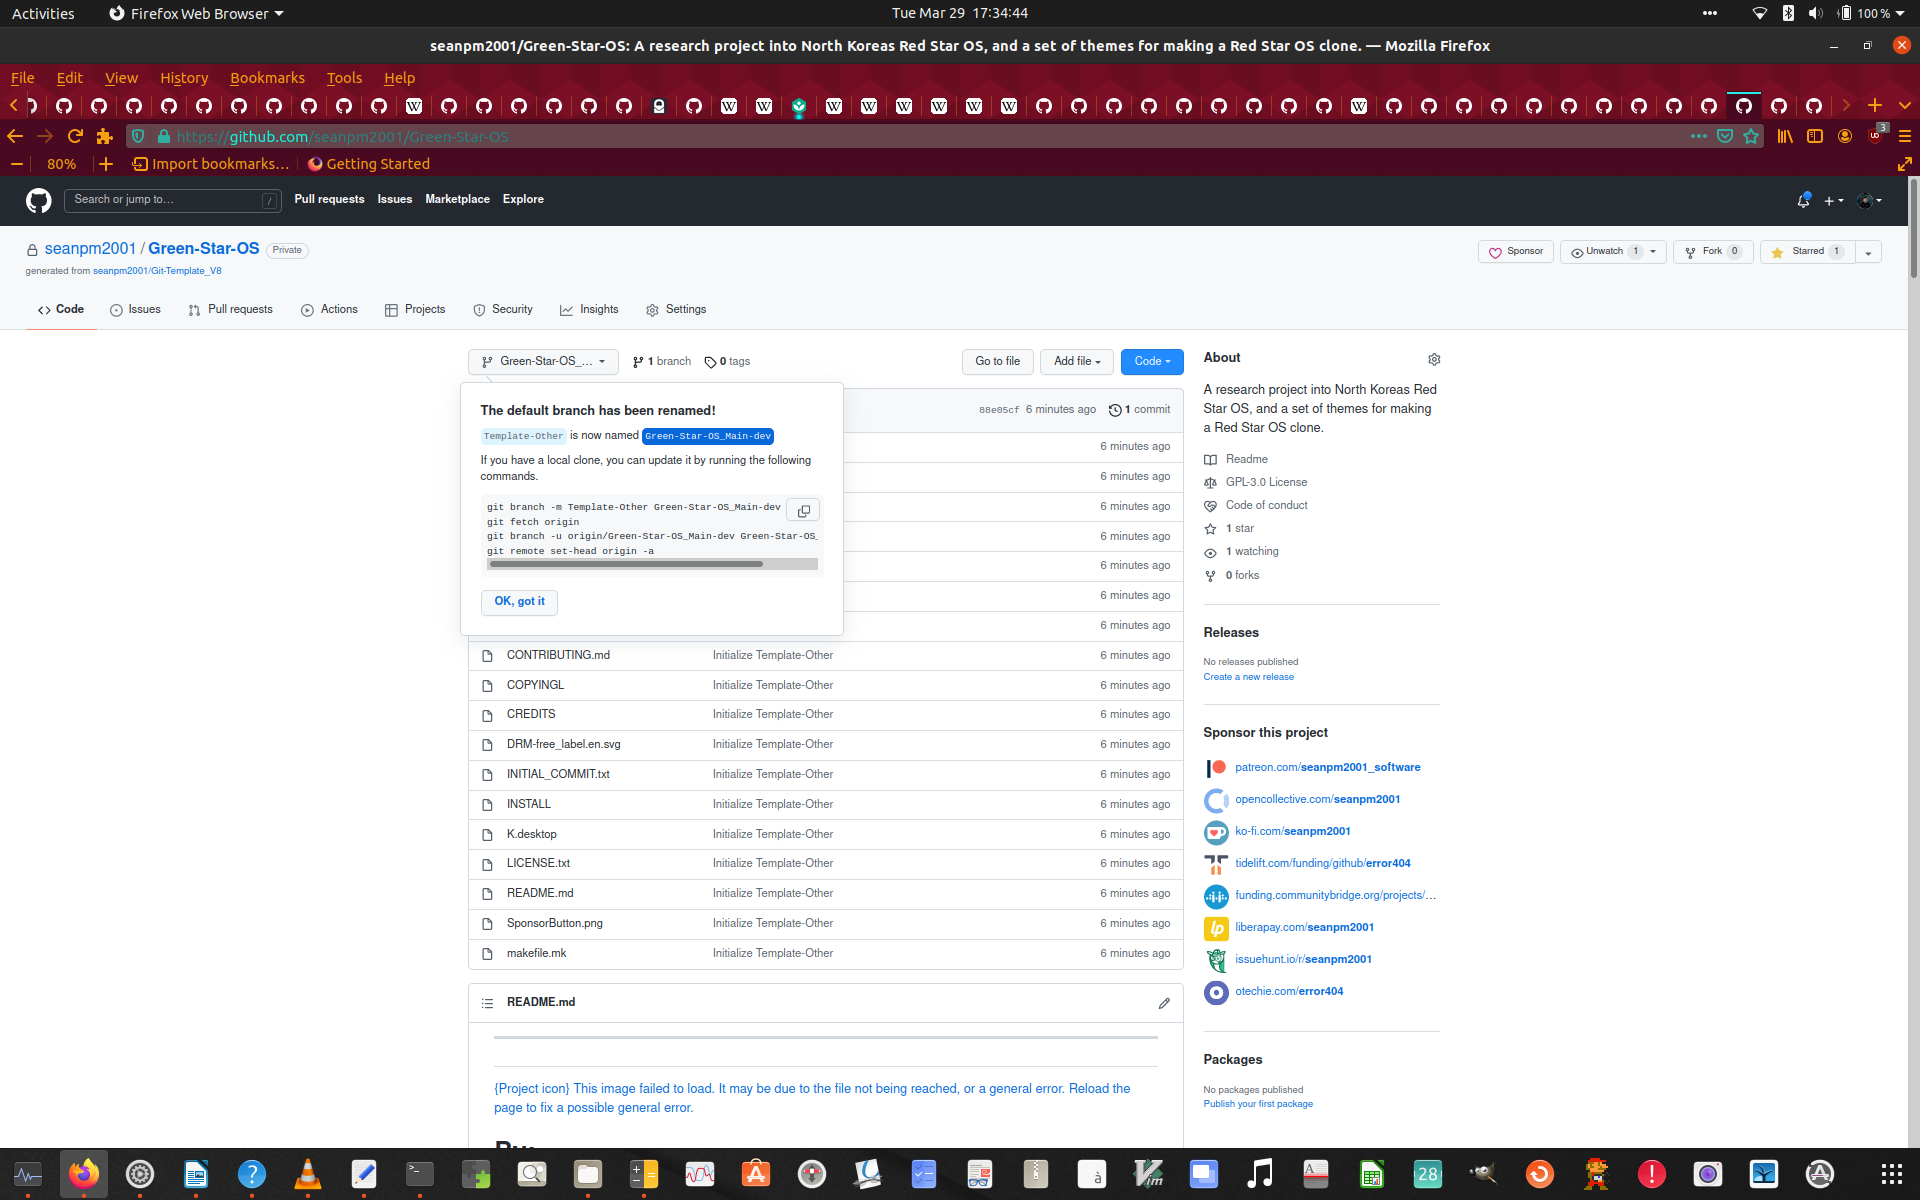 Activities
Firefox Web Browser
Tue Mar 29  17:34:44
100 %
seanpm2001/Green-Star-OS: A research project into North Koreas Red Star OS, and a set of themes for making a Red Star OS clone. — Mozilla Firefox
File Edit View History Bookmarks Tools Help
https://github.com/seanpm2001/Green-Star-OS
3
80%
Import bookmarks…
Getting Started
Search or jump to…
/
Pull requests Issues Marketplace Explore
seanpm2001 / Green-Star-OS Private
generated from seanpm2001/Git-Template_V8
Sponsor
Unwatch 1
Fork 0
Starred 1
Code Issues Pull requests Actions Projects Security Insights Settings
Green-Star-OS_…
1 branch
0 tags
Go to file
Add file
Code
The default branch has been renamed!
Template-Other is now named Green-Star-OS_Main-dev
If you have a local clone, you can update it by running the following
commands.
git branch -m Template-Other Green-Star-OS_Main-dev
git fetch origin
git branch -u origin/Green-Star-OS_Main-dev Green-Star-OS_
git remote set-head origin -a
OK, got it
88e05cf 6 minutes ago 1 commit
6 minutes ago
6 minutes ago
6 minutes ago
6 minutes ago
6 minutes ago
6 minutes ago
6 minutes ago
CONTRIBUTING.md Initialize Template-Other 6 minutes ago
COPYINGL Initialize Template-Other 6 minutes ago
CREDITS Initialize Template-Other 6 minutes ago
DRM-free_label.en.svg Initialize Template-Other 6 minutes ago
INITIAL_COMMIT.txt Initialize Template-Other 6 minutes ago
INSTALL Initialize Template-Other 6 minutes ago
K.desktop Initialize Template-Other 6 minutes ago
LICENSE.txt Initialize Template-Other 6 minutes ago
README.md Initialize Template-Other 6 minutes ago
SponsorButton.png Initialize Template-Other 6 minutes ago
makefile.mk Initialize Template-Other 6 minutes ago
README.md
{Project icon} This image failed to load. It may be due to the file not being reached, or a general error. Reload the
page to fix a possible general error.
By:
About
A research project into North Koreas Red
Star OS, and a set of themes for making
a Red Star OS clone.
Readme
GPL-3.0 License
Code of conduct
1 star
1 watching
0 forks
Releases
No releases published
Create a new release
Sponsor this project
patreon.com/seanpm2001_software
opencollective.com/seanpm2001
ko-fi.com/seanpm2001
tidelift.com/funding/github/error404
funding.communitybridge.org/projects/…
lp
liberapay.com/seanpm2001
issuehunt.io/r/seanpm2001
otechie.com/error404
Packages
No packages published
Publish your first package
28